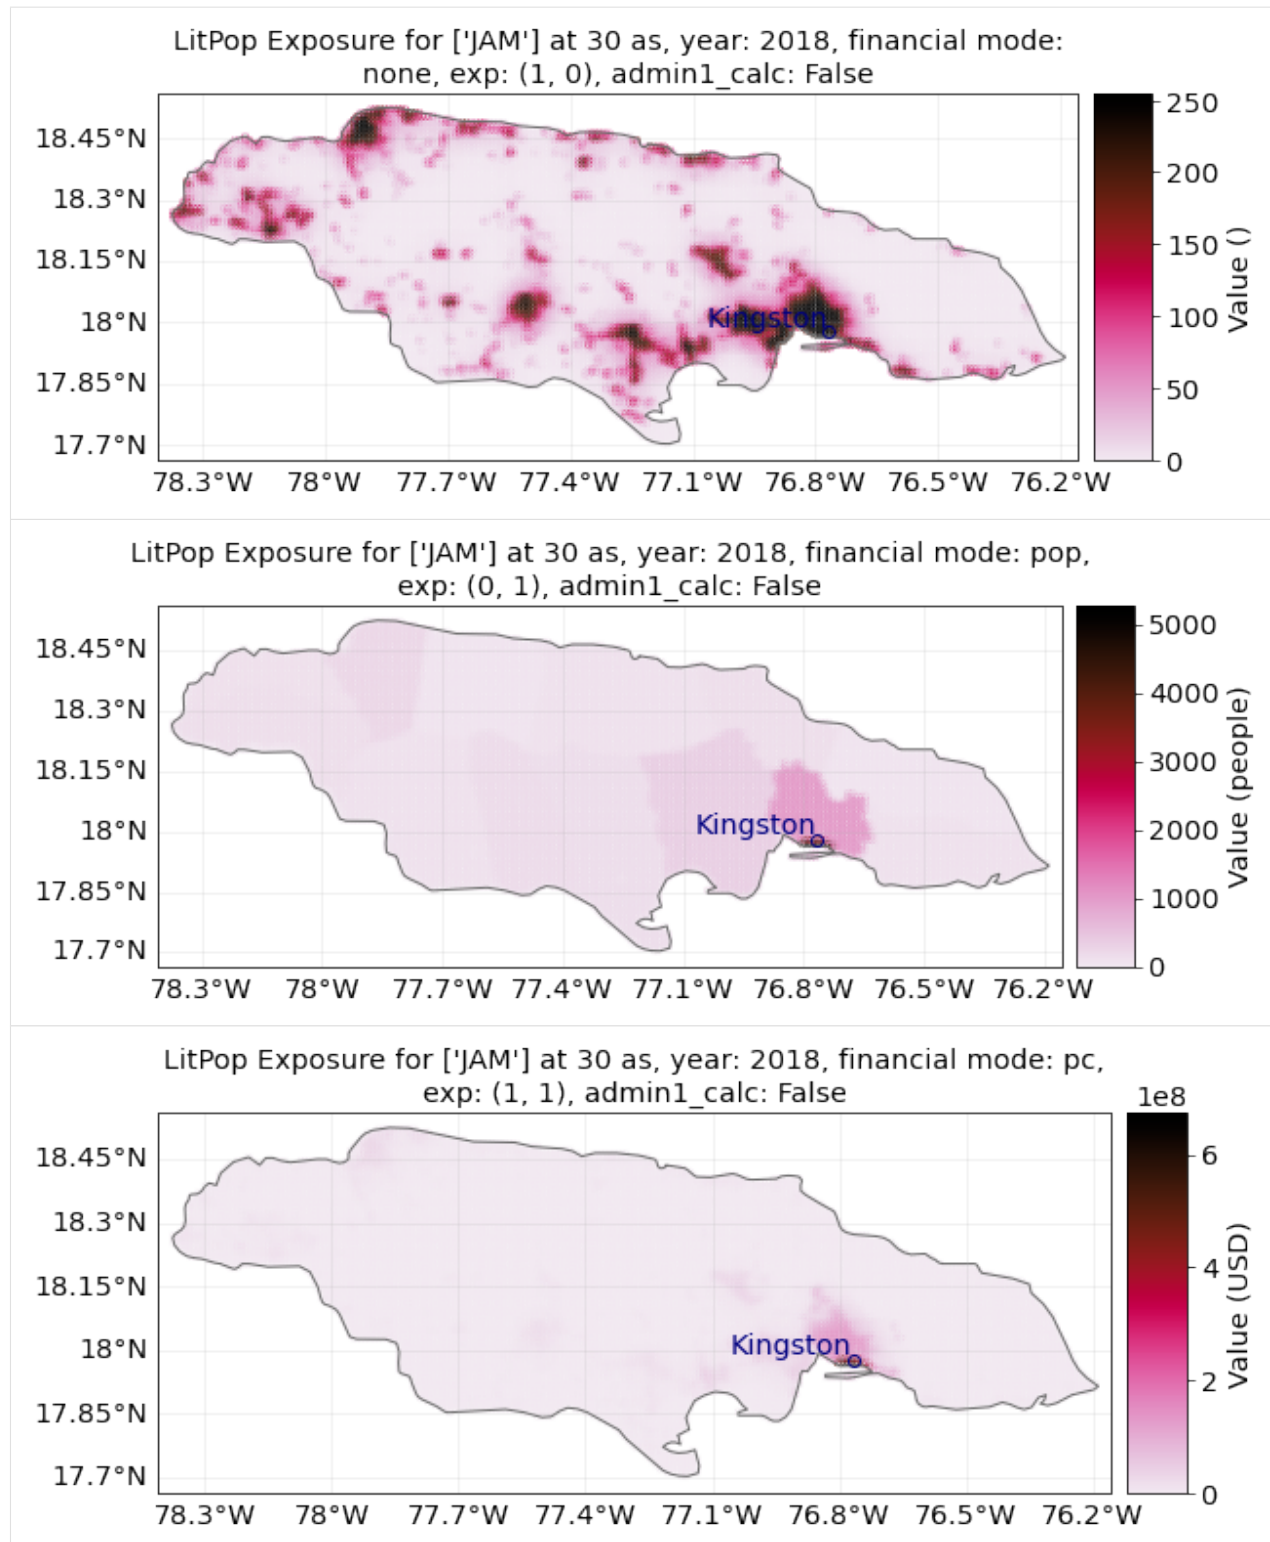 LitPop Exposure for ['JAM'] at 30 as, year: 2018, financial mode:
none, exp: (1, 0), admin1_calc: False
18.45°N
18.3°N
18.15°N
18°N
17.85°N
17.7°N
Kingston
78.3°W 78°W 77.7°W 77.4°W 77.1°W 76.8°W 76.5°W 76.2°W
250
200
150
100
50
0
Value ()
LitPop Exposure for ['JAM'] at 30 as, year: 2018, financial mode: pop,
exp: (0, 1), admin1_calc: False
18.45°N
18.3°N
18.15°N
18°N
17.85°N
17.7°N
Kingston
78.3°W 78°W 77.7°W 77.4°W 77.1°W 76.8°W 76.5°W 76.2°W
5000
4000
3000
2000
1000
0
Value (people)
LitPop Exposure for ['JAM'] at 30 as, year: 2018, financial mode: pc,
exp: (1, 1), admin1_calc: False
18.45°N
18.3°N
18.15°N
18°N
17.85°N
17.7°N
Kingston
78.3°W 78°W 77.7°W 77.4°W 77.1°W 76.8°W 76.5°W 76.2°W
1e8
6
4
2
0
Value (USD)